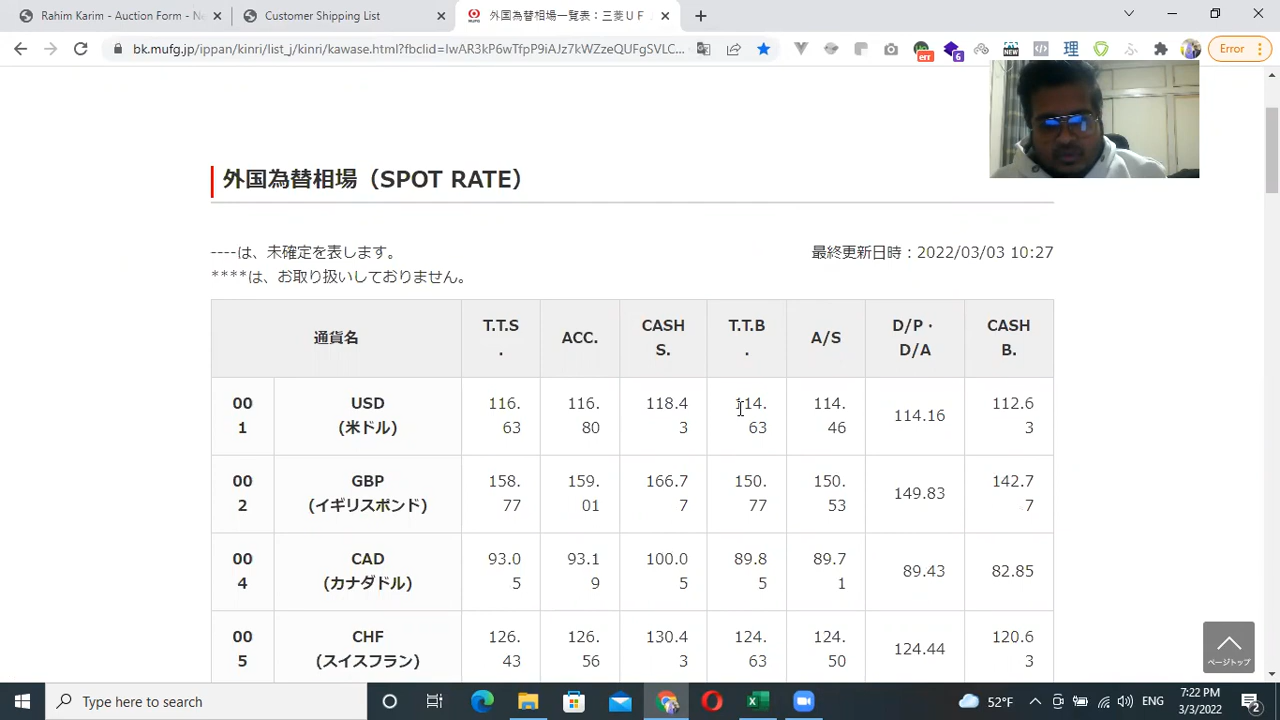 Rahim Karim - Auction Form - Ne
Customer Shipping List
外国為替相場一覧表：三菱ＵＦ
bk.mufg.jp/ippan/kinri/list_j/kinri/kawase.html?fbclid=IwAR3kP6wTfpP9iAJz7kWZzeQUFgSVLC...
NEW
理
err
6
Error
外国為替相場（SPOT RATE）
----は、未確定を表します。
最終更新日時：2022/03/03 10:27
****は、お取り扱いしておりません。
通貨名 T.T.S. ACC. CASH S. T.T.B. A/S D/P・D/A CASH B.
001 USD (米ドル) 116.63 116.80 118.43 114.63 114.46 114.16 112.63
002 GBP (イギリスポンド) 158.77 159.01 166.77 150.77 150.53 149.83 142.77
004 CAD (カナダドル) 93.05 93.19 100.05 89.85 89.71 89.43 82.85
005 CHF (スイスフラン) 126.43 126.56 130.43 124.63 124.50 124.44 120.63
ページトップ
Type here to search
52°F
ENG
7:22 PM
3/3/2022
2